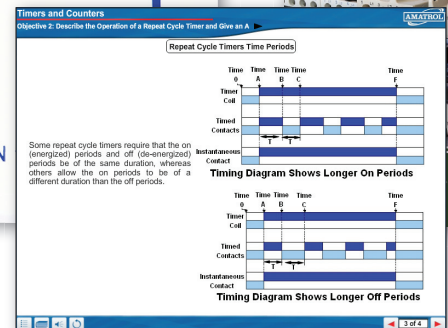 Timers and Counters
Objective 2: Describe the Operation of a Repeat Cycle Timer and Give an A
AMATROL
Repeat Cycle Timers Time Periods
Time Time Time Time Time
0 A B C F
Timer
Coil
Timed
Contacts
T T
Instantaneous
Contact
Timing Diagram Shows Longer On Periods
Some repeat cycle timers require that the on
(energized) periods and off (de-energized)
periods be of the same duration, whereas
others allow the on periods to be of a
different duration than the off periods.
Time Time Time Time Time
0 A B C F
Timer
Coil
Timed
Contacts
T T
Instantaneous
Contact
Timing Diagram Shows Longer Off Periods
3 of 4
N